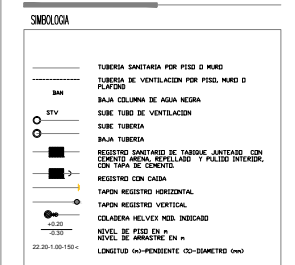 SIMBOLOGIA
TUBERIA SANITARIA POR PISO O MURO
TUBERIA DE VENTILACION POR PISO, MURO O
PLAFOND
BAN
BAJA COLUMNA DE AGUA NEGRA
STV
SUBE TUBO DE VENTILACION
SUBE TUBERIA
BAJA TUBERIA
REGISTRO SANITARIO DE TABIQUE JUNTEADO CON
CEMENTO ARENA, REPELLADO Y PULIDO INTERIOR,
CON TAPA DE CEMENTO.
REGISTRO CON CAIDA
TAPON REGISTRO HORIZONTAL
TAPON REGISTRO VERTICAL
COLADERA HELVEX MOD. INDICADO
+0.20
NIVEL DE PISO EN m
-0.30
NIVEL DE ARRASTRE EN m
22.20-1.00-150<
LONGITUD (m)-PENDIENTE (%)-DIAMETRO (mm)